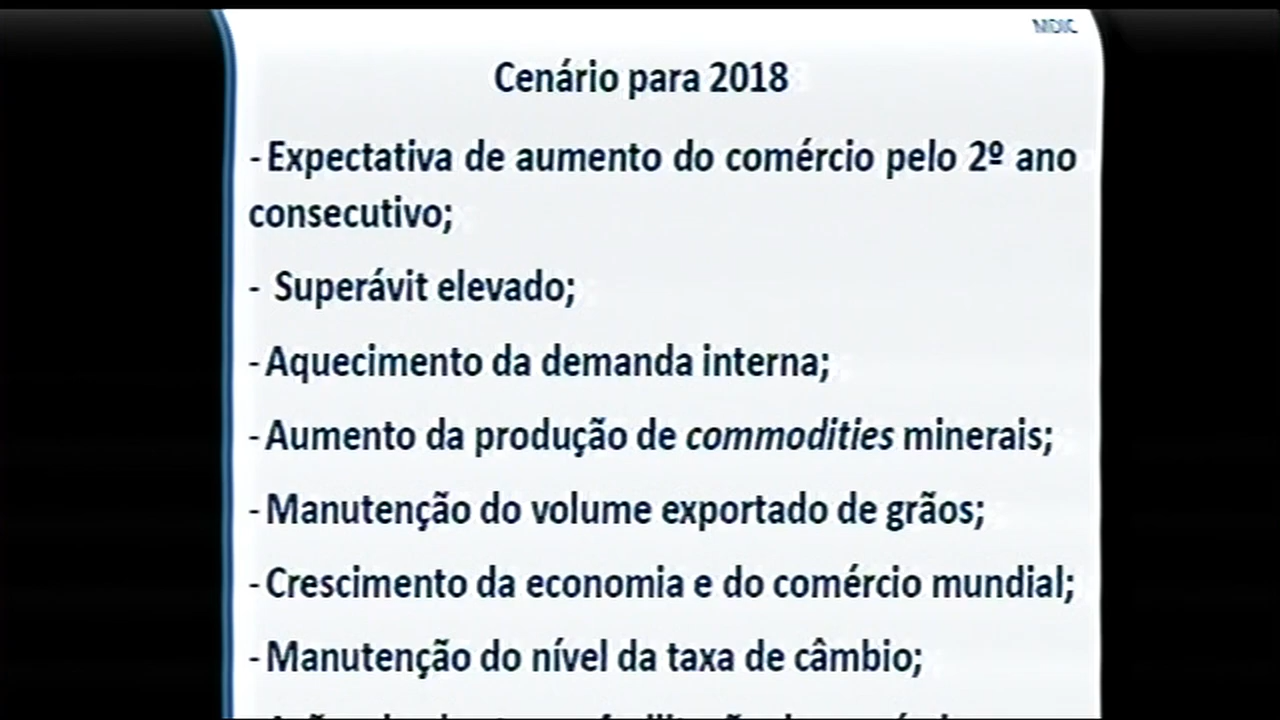 MDIC
Cenário para 2018
- Expectativa de aumento do comércio pelo 2º ano
consecutivo;
- Superávit elevado;
- Aquecimento da demanda interna;
- Aumento da produção de commodities minerais;
- Manutenção do volume exportado de grãos;
- Crescimento da economia e do comércio mundial;
- Manutenção do nível da taxa de câmbio;